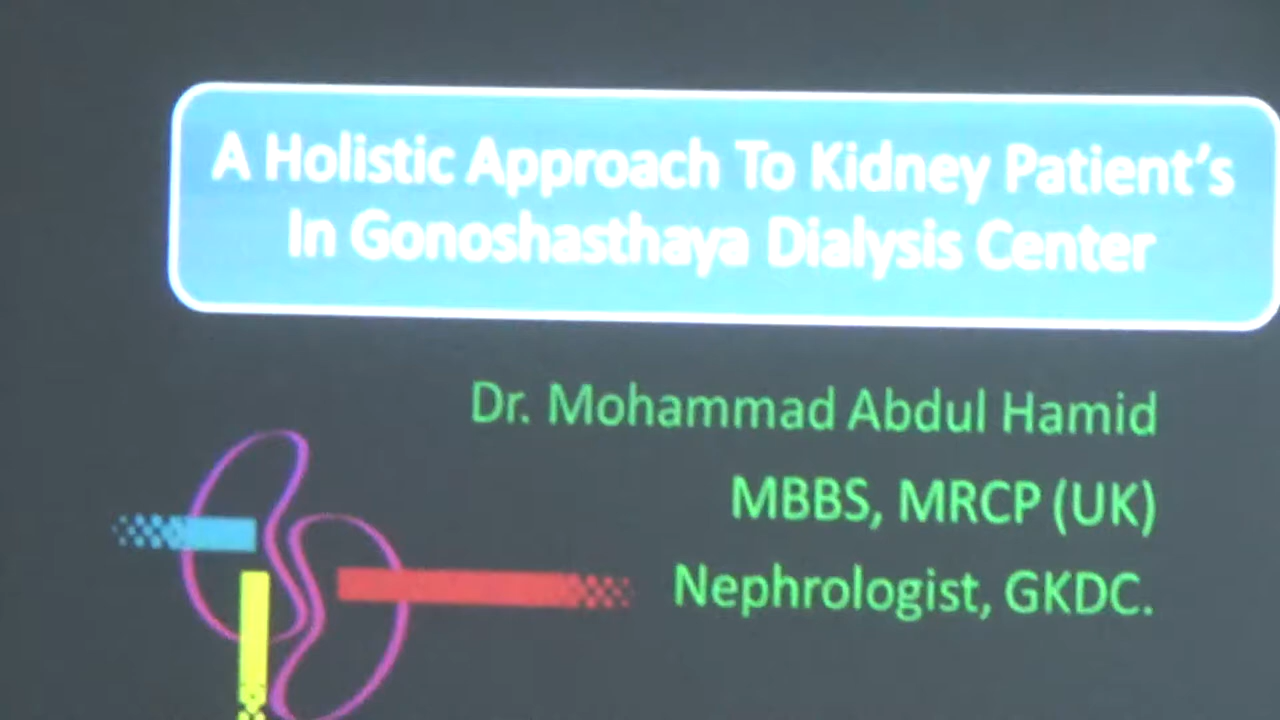 A Holistic Approach To Kidney Patient’s
In Gonoshasthaya Dialysis Center
Dr. Mohammad Abdul Hamid
MBBS, MRCP (UK)
Nephrologist, GKDC.